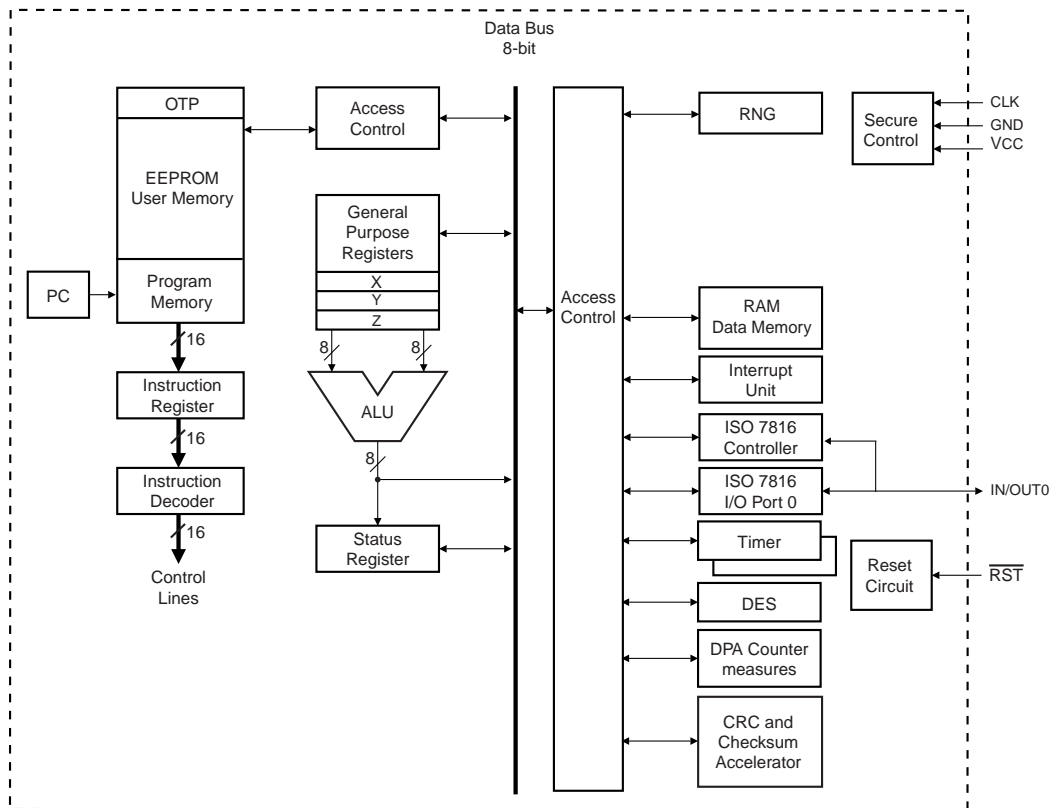 Data Bus
8-bit
OTP
EEPROM
User Memory
Program
Memory
PC
16
Instruction
Register
16
Instruction
Decoder
16
Control
Lines
Access
Control
General
Purpose
Registers
X
Y
Z
8
8
ALU
8
Status
Register
Access
Control
RNG
RAM
Data Memory
Interrupt
Unit
ISO 7816
Controller
ISO 7816
I/O Port 0
Timer
DES
DPA Counter
measures
CRC and
Checksum
Accelerator
Secure
Control
CLK
GND
VCC
IN/OUT0
Reset
Circuit
RST